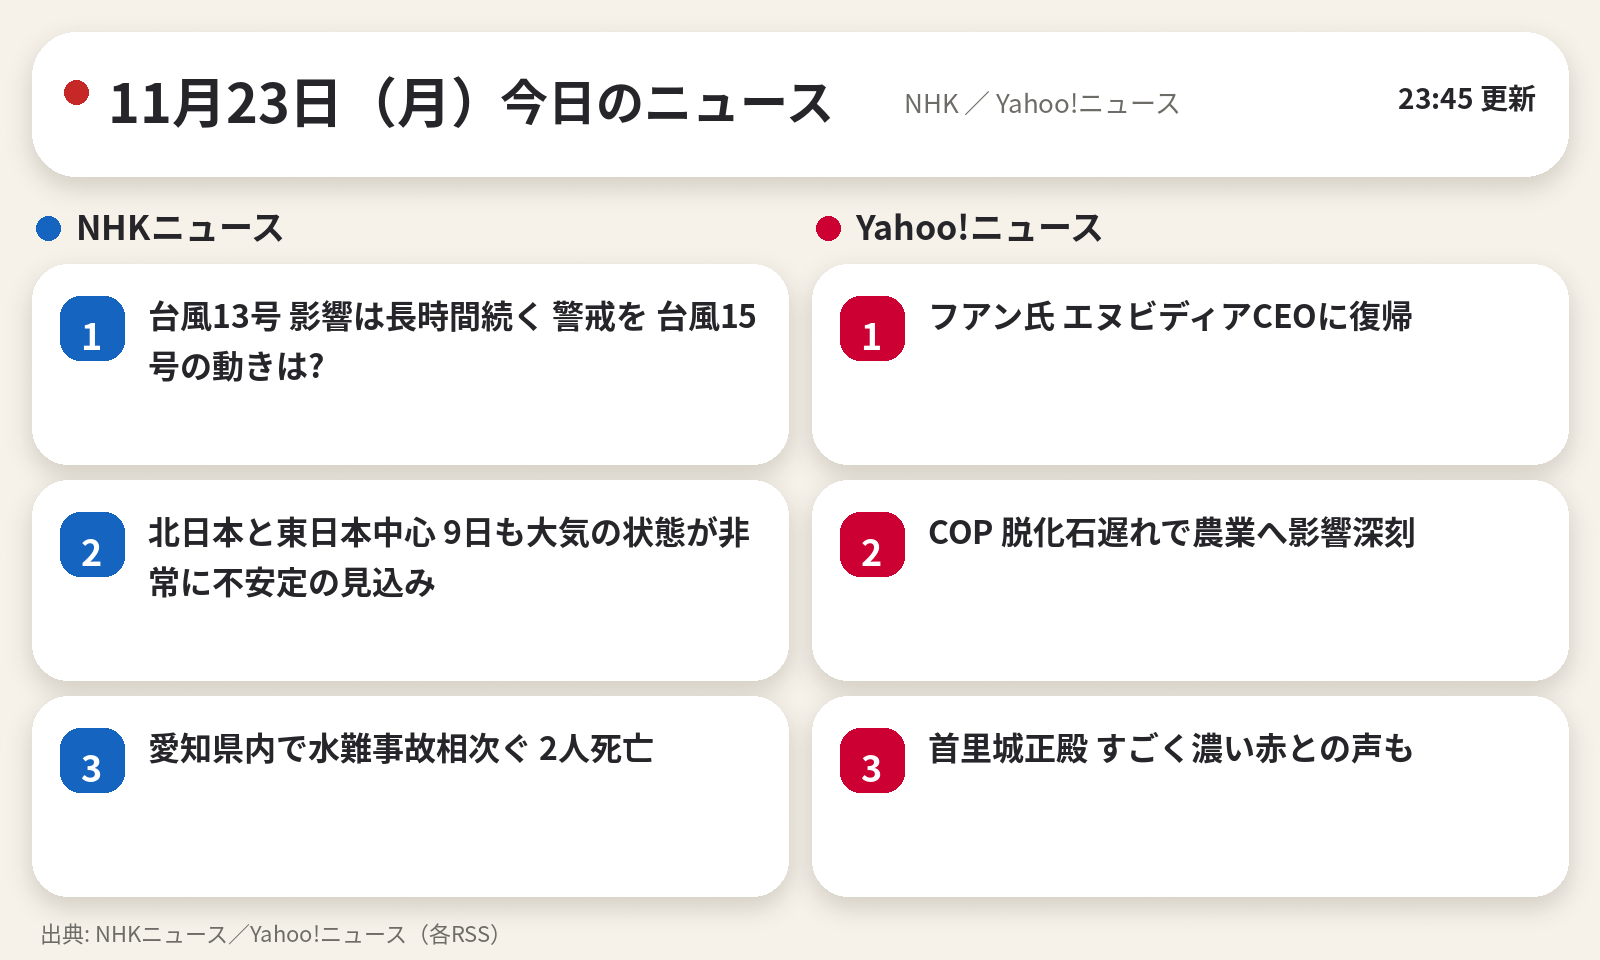 11月23日（月）今日のニュース
NHK ／ Yahoo!ニュース
23:45 更新
NHKニュース
1
台風13号 影響は長時間続く 警戒を 台風15
号の動きは?
2
北日本と東日本中心 9日も大気の状態が非
常に不安定の見込み
3
愛知県内で水難事故相次ぐ 2人死亡
Yahoo!ニュース
1
フアン氏 エヌビディアCEOに復帰
2
COP 脱化石遅れで農業へ影響深刻
3
首里城正殿 すごく濃い赤との声も
出典: NHKニュース／Yahoo!ニュース（各RSS）